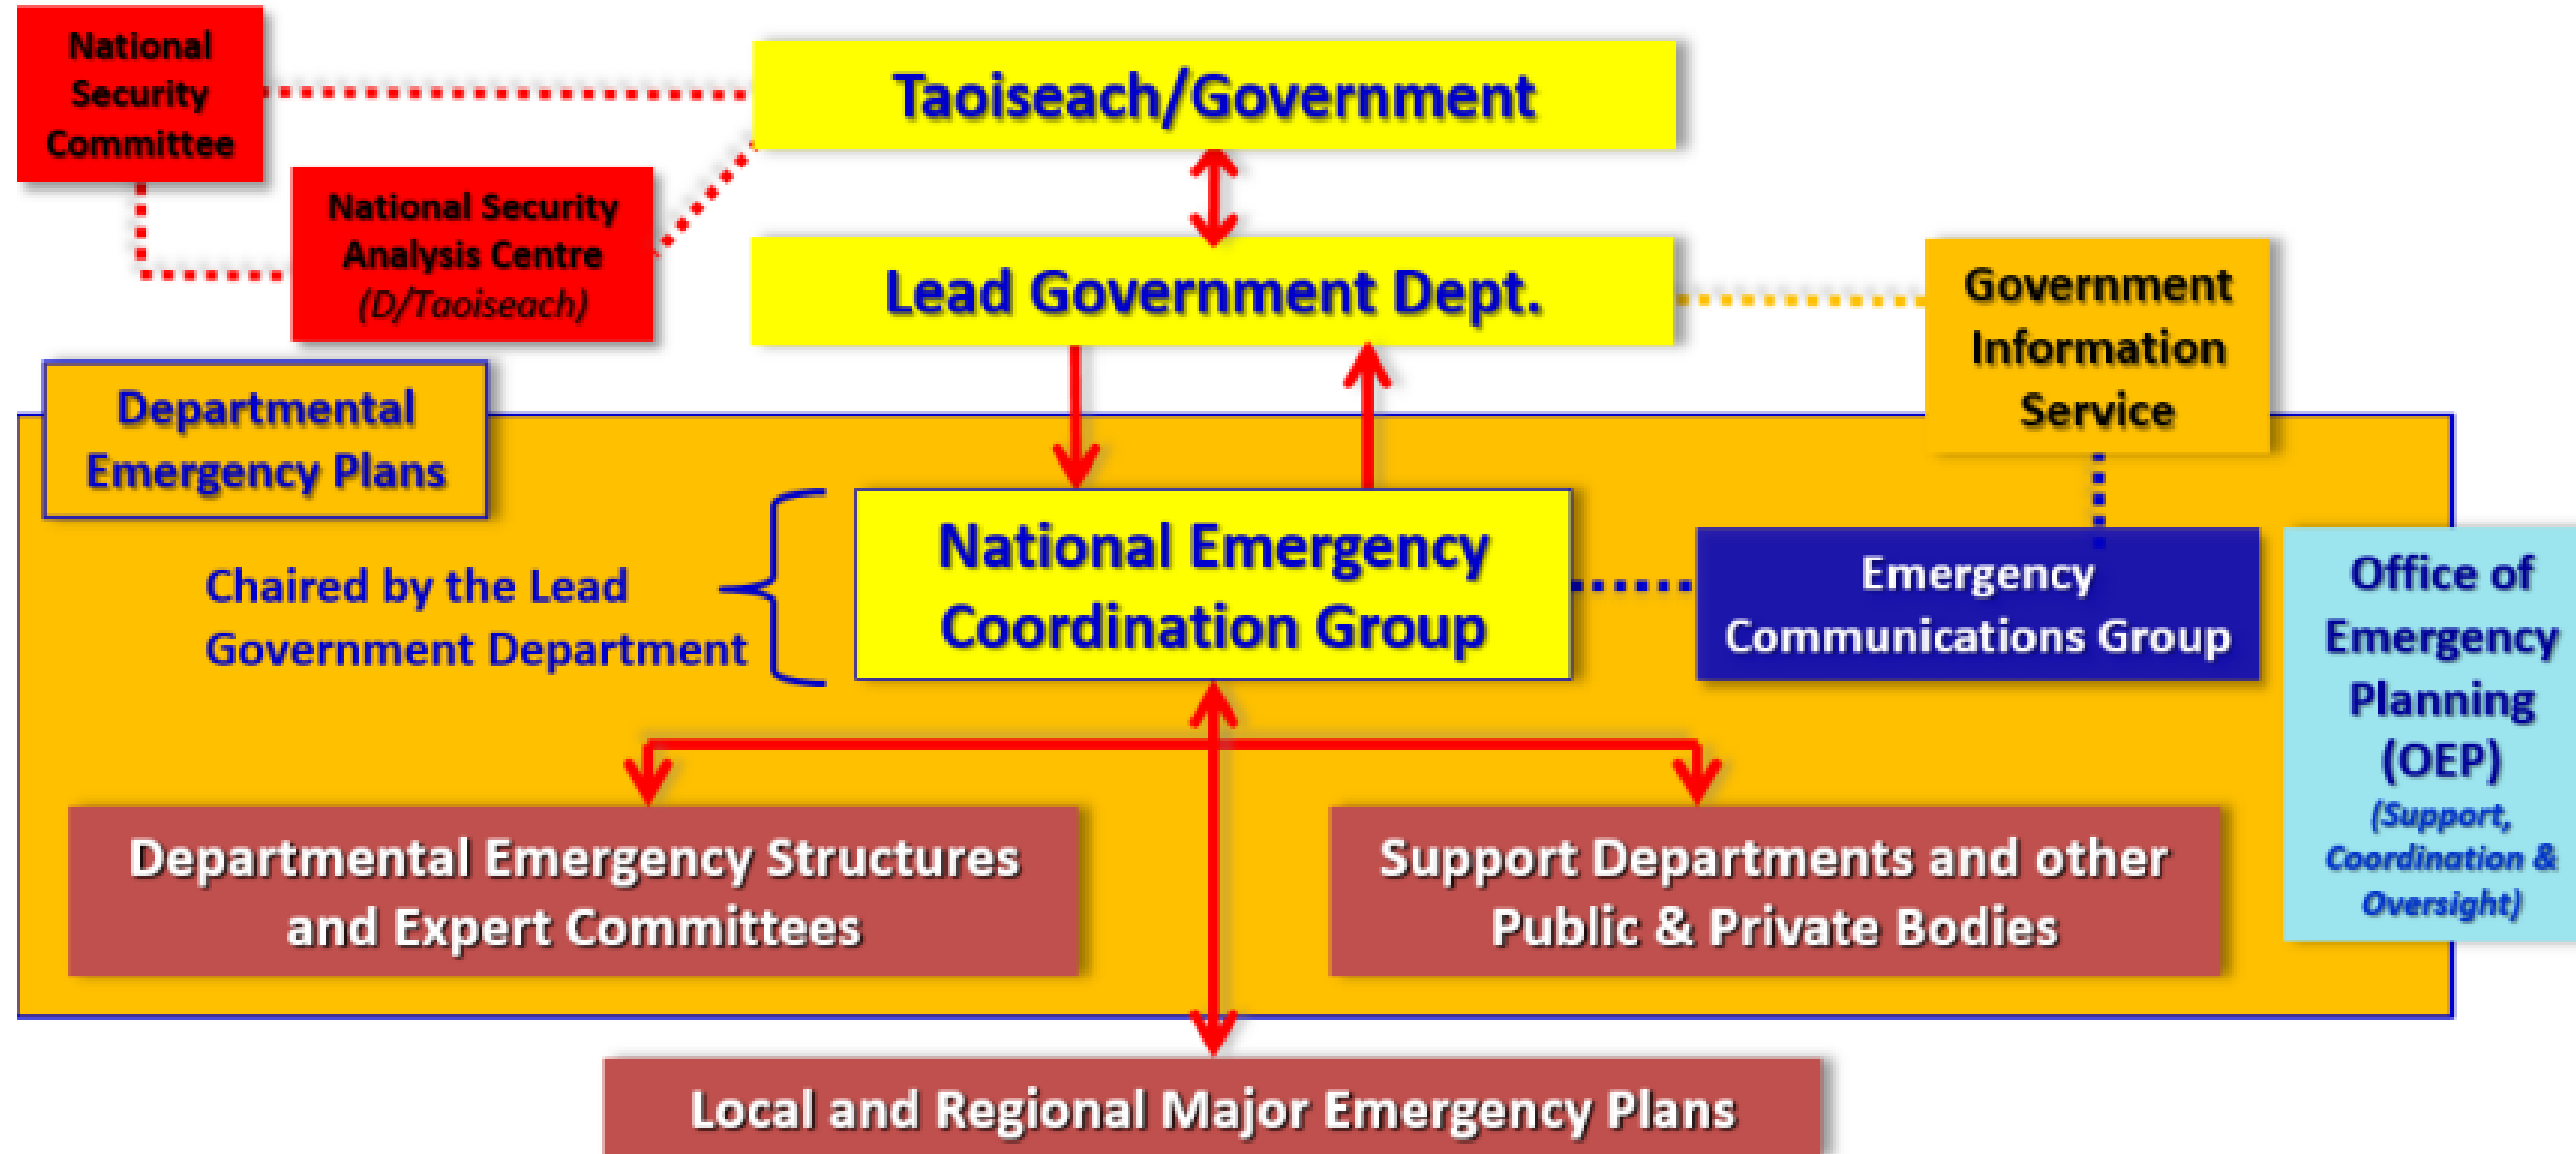 National
Security
Committee
Taoiseach/Government
National Security
Analysis Centre
(D/Taoiseach)
Lead Government Dept.
Government
Information
Service
Departmental
Emergency Plans
Chaired by the Lead
Government Department
National Emergency
Coordination Group
Emergency
Communications Group
Office of
Emergency
Planning
(OEP)
(Support,
Coordination &
Oversight)
Departmental Emergency Structures
and Expert Committees
Support Departments and other
Public & Private Bodies
Local and Regional Major Emergency Plans